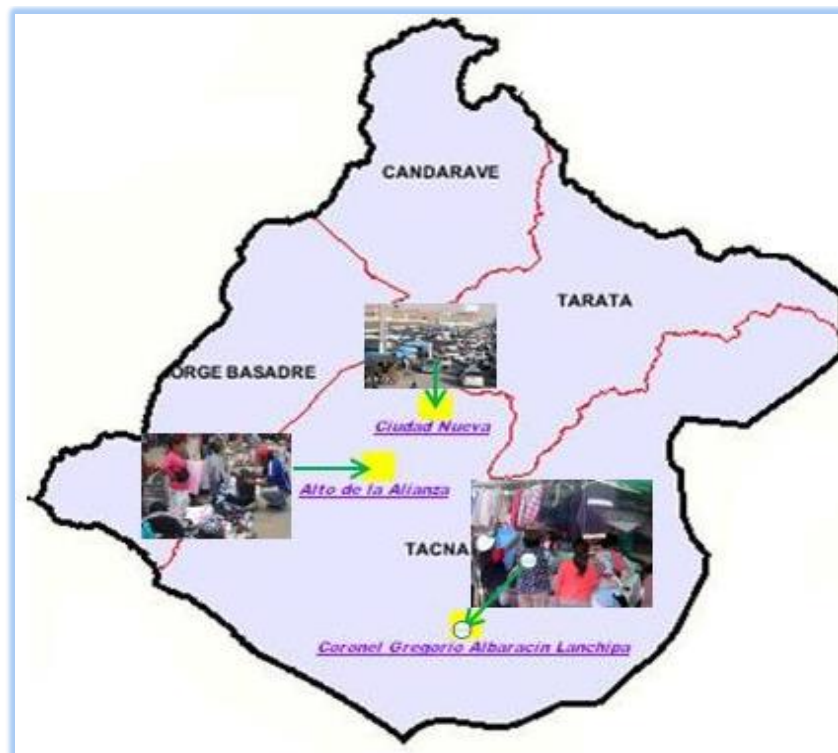 CANDARAVE
TARATA
ORGE BASADRE
Ciudad Nueva
Alto de la Alianza
TACNA
Coronel Gregorio Albaracín Lanchipa